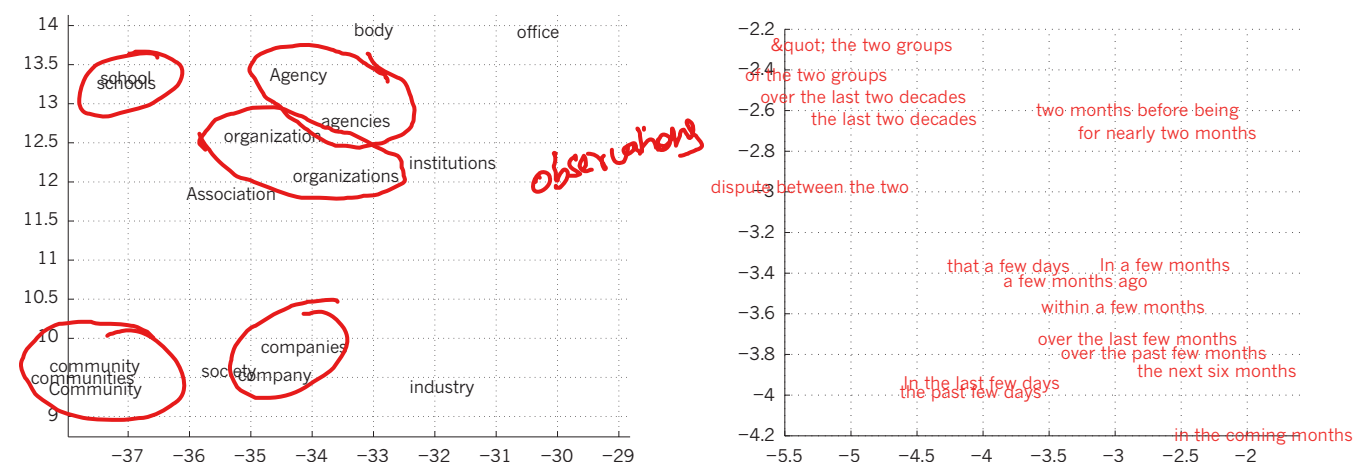 14
13.5
13
12.5
12
11.5
11
10.5
10
9.5
9
−37
−36
−35
−34
−33
−32
−31
−30
−29
body
office
school
schools
Agency
agencies
organization
institutions
organizations
Association
observations
community
communities
Community
society
companies
company
industry
−2.2
−2.4
−2.6
−2.8
−3
−3.2
−3.4
−3.6
−3.8
−4
−4.2
−5.5
−5
−4.5
−4
−3.5
−3
−2.5
−2
&quot; the two groups
of the two groups
over the last two decades
the last two decades
two months before being
for nearly two months
dispute between the two
that a few days
In a few months
a few months ago
within a few months
over the last few months
over the past few months
the next six months
In the last few days
the past few days
in the coming months